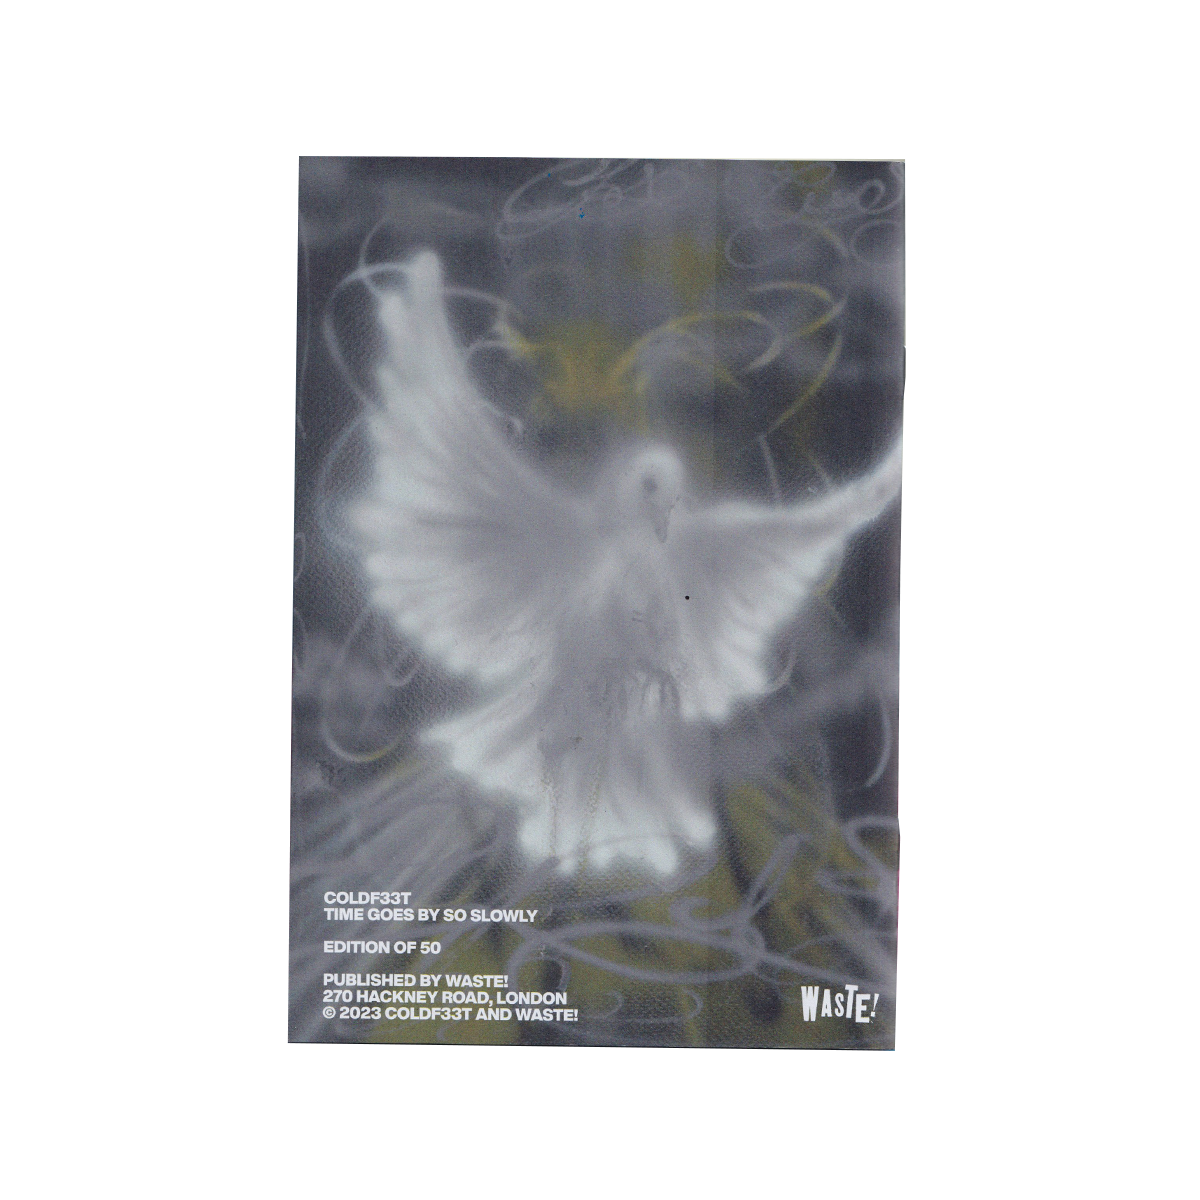 COLDF33T
TIME GOES BY SO SLOWLY
EDITION OF 50
PUBLISHED BY WASTE!
270 HACKNEY ROAD, LONDON
© 2023 COLDF33T AND WASTE!
WASTE!